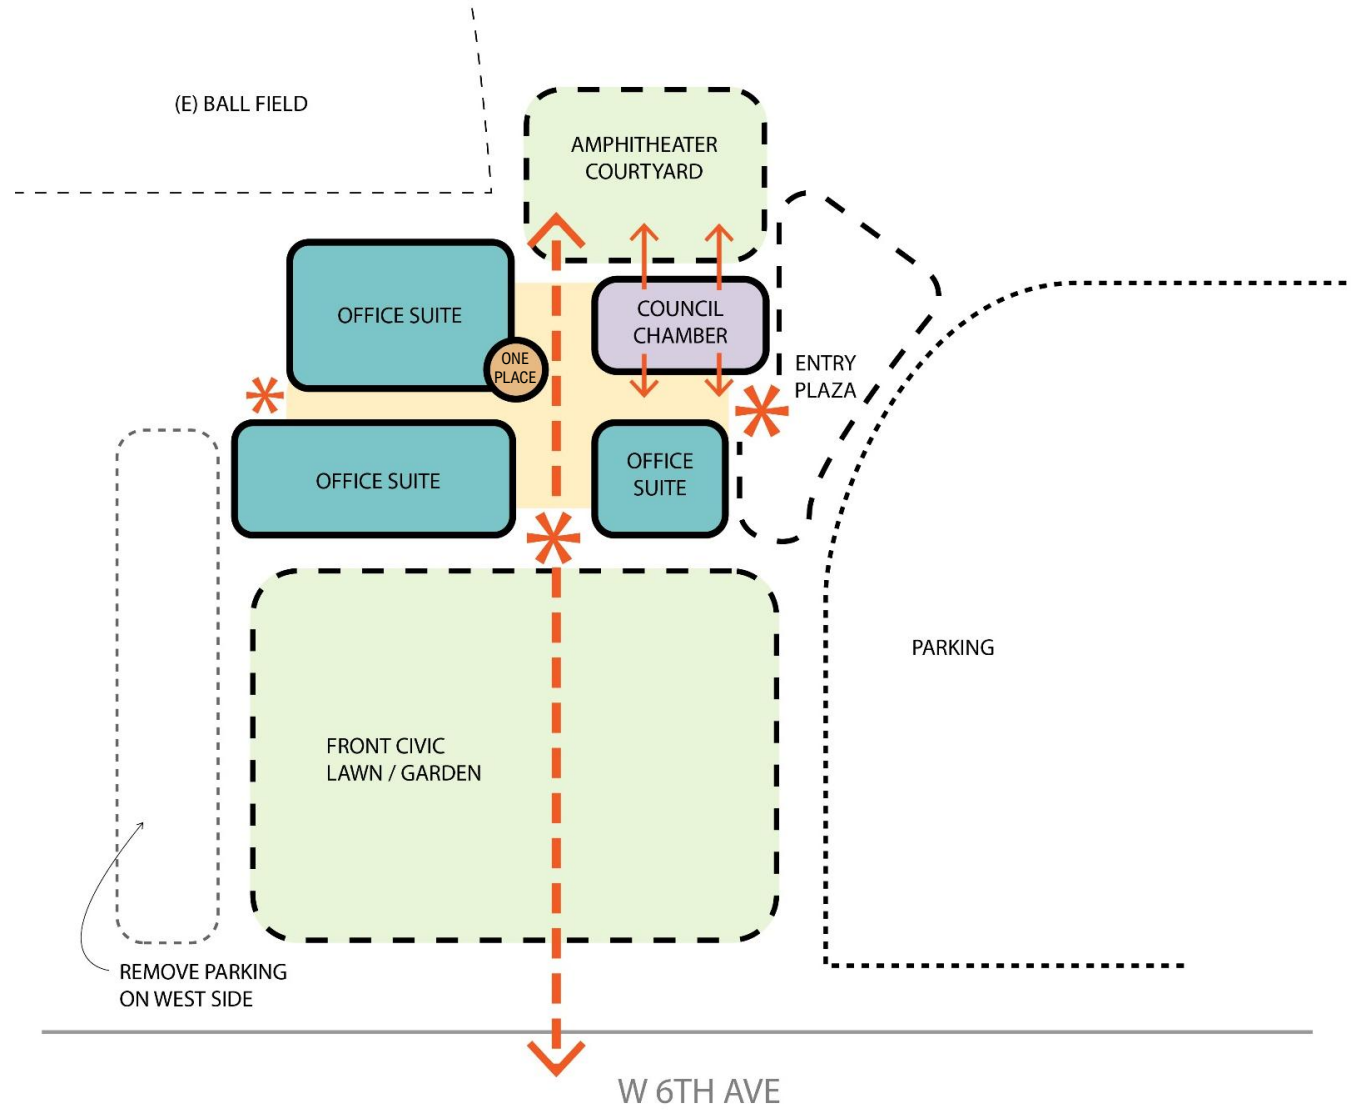 (E) BALL FIELD
AMPHITHEATER
COURTYARD
OFFICE SUITE
COUNCIL
CHAMBER
ONE
PLACE
ENTRY
PLAZA
OFFICE SUITE
OFFICE
SUITE
PARKING
FRONT CIVIC
LAWN / GARDEN
REMOVE PARKING
ON WEST SIDE
W 6TH AVE